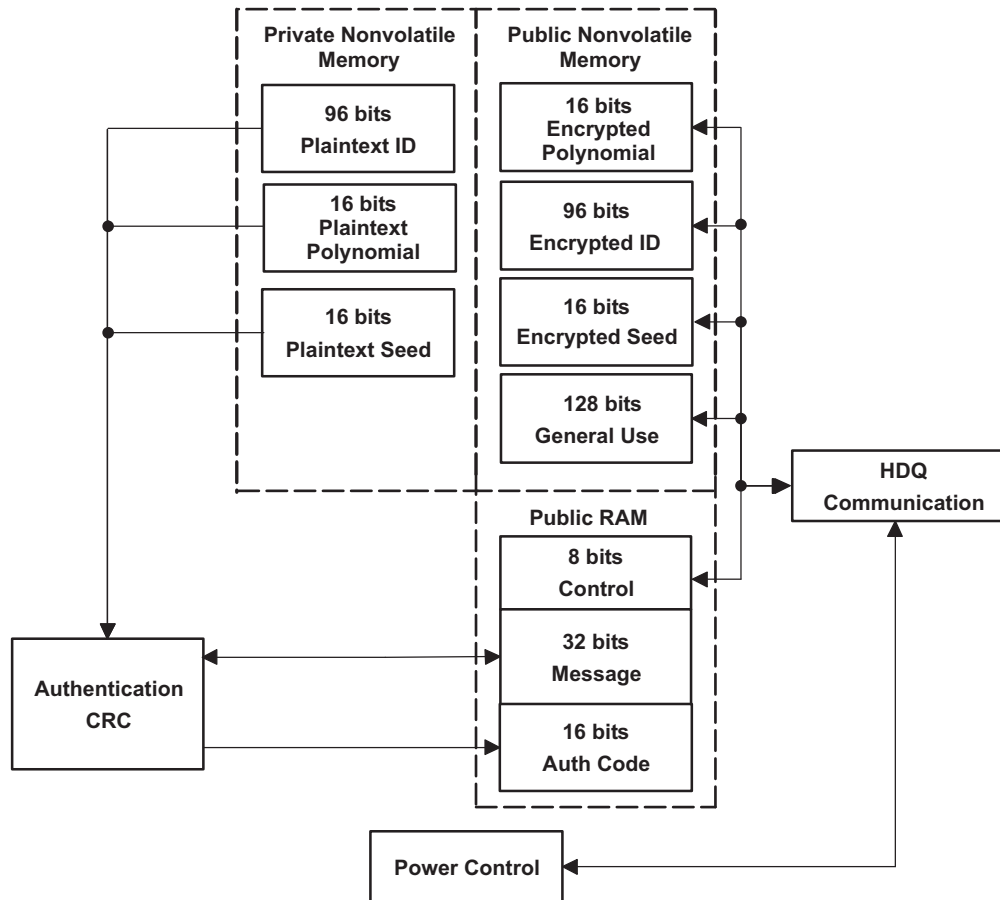 Private Nonvolatile
Memory
96 bits
Plaintext ID
16 bits
Plaintext
Polynomial
16 bits
Plaintext Seed
Public Nonvolatile
Memory
16 bits
Encrypted
Polynomial
96 bits
Encrypted ID
16 bits
Encrypted Seed
128 bits
General Use
HDQ
Communication
Public RAM
8 bits
Control
32 bits
Message
16 bits
Auth Code
Authentication
CRC
Power Control